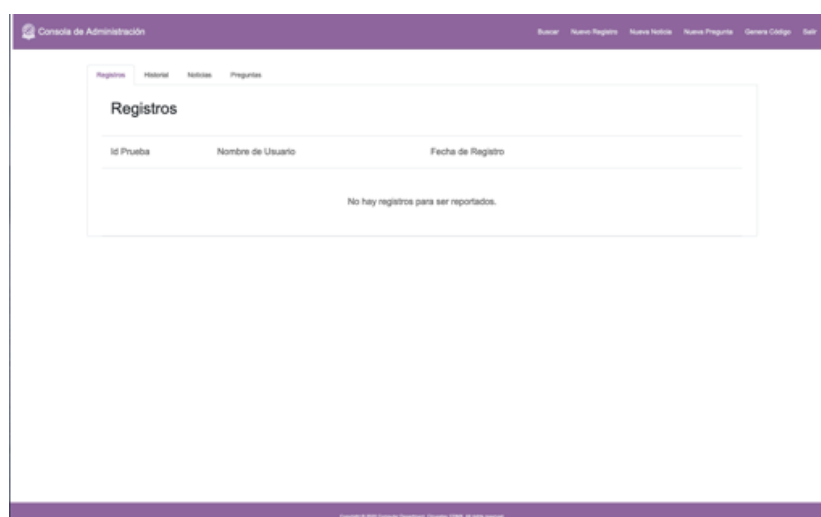 Consola de Administración
Buscar Nuevo Registro Nueva Noticia Nueva Pregunta Genera Código Salir
Registros Historial Noticias Preguntas
Registros
Id Prueba Nombre de Usuario Fecha de Registro
No hay registros para ser reportados.